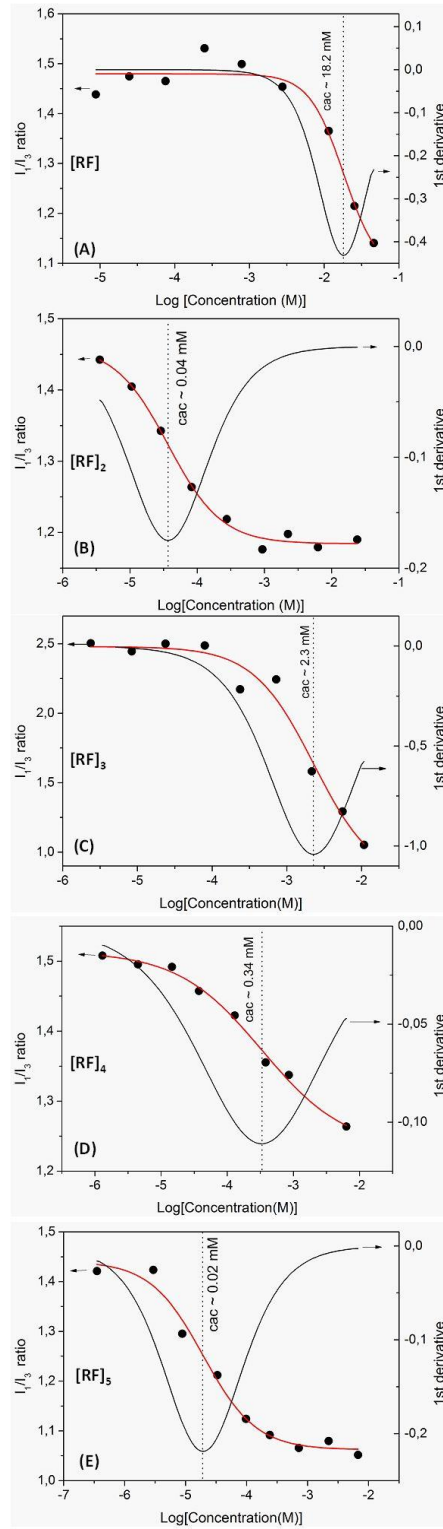 1,6
1,5
1,4
1,3
1,2
1,1
I₁/I₃ ratio
[RF]
(A)
cac ~ 18.2 mM
0,1
0,0
-0,1
-0,2
-0,3
-0,4
1st derivative
-5 -4 -3 -2 -1
Log [Concentration (M)]
1,5
1,4
1,3
1,2
I₁/I₃ ratio
[RF]₂
(B)
cac ~ 0.04 mM
0,0
-0,1
-0,2
1st derivative
-6 -5 -4 -3 -2 -1
Log[Concentration (M)]
2,5
2,0
1,5
1,0
I₁/I₃ ratio
[RF]₃
(C)
cac ~ 2.3 mM
0,0
-0,5
-1,0
1st derivative
-6 -5 -4 -3 -2 -1
Log[Concentration(M)]
1,5
1,4
1,3
1,2
I₁/I₃ ratio
[RF]₄
(D)
cac ~ 0.34 mM
0,00
-0,05
-0,10
1st derivative
-6 -5 -4 -3 -2 -1
Log[Concentration(M)]
1,5
1,4
1,3
1,2
1,1
1,0
I₁/I₃ ratio
[RF]₅
(E)
cac ~ 0.02 mM
0,0
-0,1
-0,2
1st derivative
-7 -6 -5 -4 -3 -2 -1
Log[Concentration(M)]